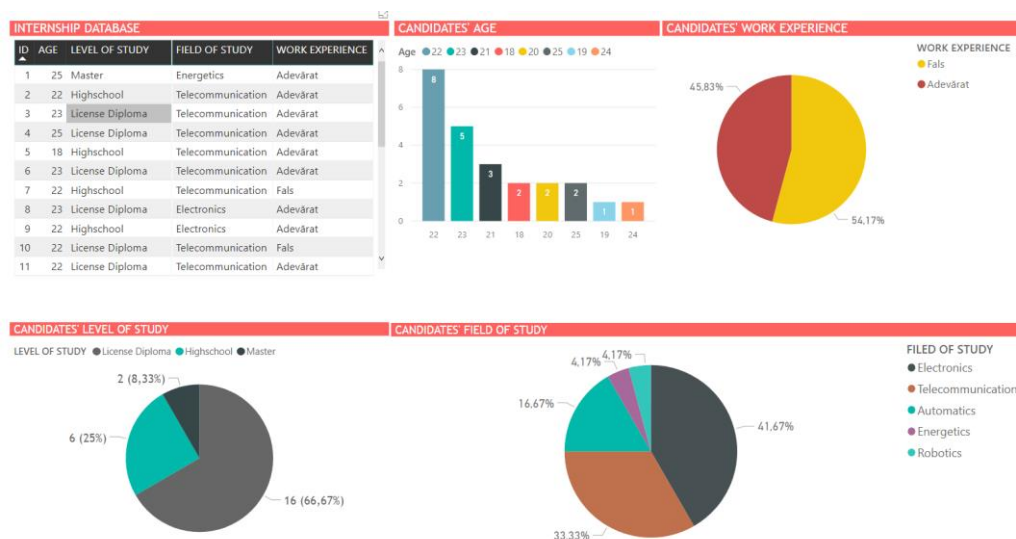 INTERNSHIP DATABASE
ID AGE LEVEL OF STUDY FIELD OF STUDY WORK EXPERIENCE
1 25 Master Energetics Adevărat
2 22 Highschool Telecommunication Adevărat
3 23 License Diploma Telecommunication Adevărat
4 25 License Diploma Telecommunication Adevărat
5 18 Highschool Telecommunication Adevărat
6 23 License Diploma Telecommunication Adevărat
7 22 Highschool Telecommunication Fals
8 23 License Diploma Electronics Adevărat
9 22 Highschool Electronics Adevărat
10 22 License Diploma Telecommunication Fals
11 22 License Diploma Telecommunication Adevărat
CANDIDATES' AGE
Age 22 23 21 18 20 25 19 24
8
6
4
2
0
8
5
3
2
2
2
1
1
22 23 21 18 20 25 19 24
CANDIDATES' WORK EXPERIENCE
WORK EXPERIENCE
Fals
Adevărat
45,83%
54,17%
CANDIDATES' LEVEL OF STUDY
LEVEL OF STUDY License Diploma Highschool Master
2 (8,33%)
6 (25%)
16 (66,67%)
CANDIDATES' FIELD OF STUDY
4,17%
4,17%
16,67%
41,67%
33,33%
FILED OF STUDY
Electronics
Telecommunication
Automatics
Energetics
Robotics